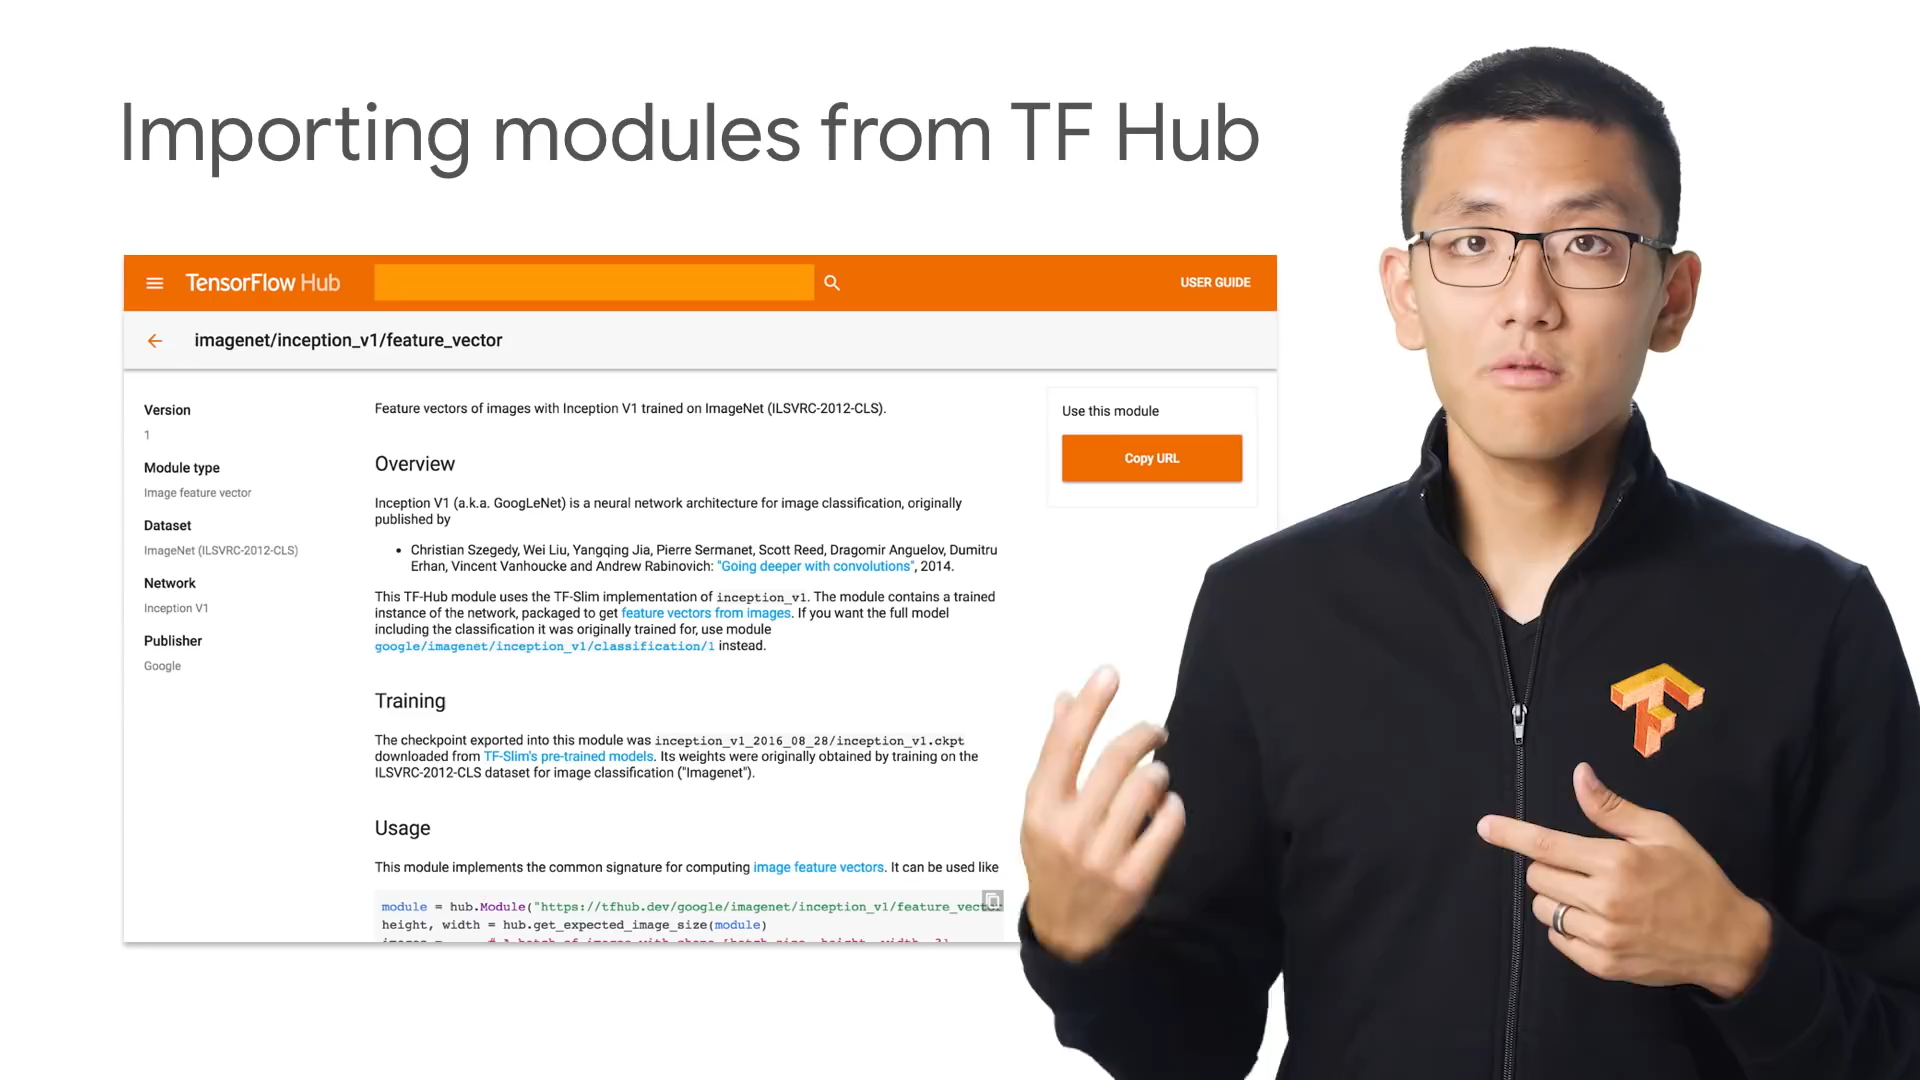 Importing modules from TF Hub
TensorFlow Hub
USER GUIDE
imagenet/inception_v1/feature_vector
Version
1
Module type
Image feature vector
Dataset
ImageNet (ILSVRC-2012-CLS)
Network
Inception V1
Publisher
Google
Feature vectors of images with Inception V1 trained on ImageNet (ILSVRC-2012-CLS).
Overview
Inception V1 (a.k.a. GoogLeNet) is a neural network architecture for image classification, originally
published by
• Christian Szegedy, Wei Liu, Yangqing Jia, Pierre Sermanet, Scott Reed, Dragomir Anguelov, Dumitru
Erhan, Vincent Vanhoucke and Andrew Rabinovich: "Going deeper with convolutions", 2014.
This TF-Hub module uses the TF-Slim implementation of inception_v1. The module contains a trained
instance of the network, packaged to get feature vectors from images. If you want the full model
including the classification it was originally trained for, use module
google/imagenet/inception_v1/classification/1 instead.
Training
The checkpoint exported into this module was inception_v1_2016_08_28/inception_v1.ckpt
downloaded from TF-Slim's pre-trained models. Its weights were originally obtained by training on the
ILSVRC-2012-CLS dataset for image classification ("Imagenet").
Usage
This module implements the common signature for computing image feature vectors. It can be used like
module = hub.Module("https://tfhub.dev/google/imagenet/inception_v1/feature_vector
height, width = hub.get_expected_image_size(module)
Use this module
Copy URL
TF